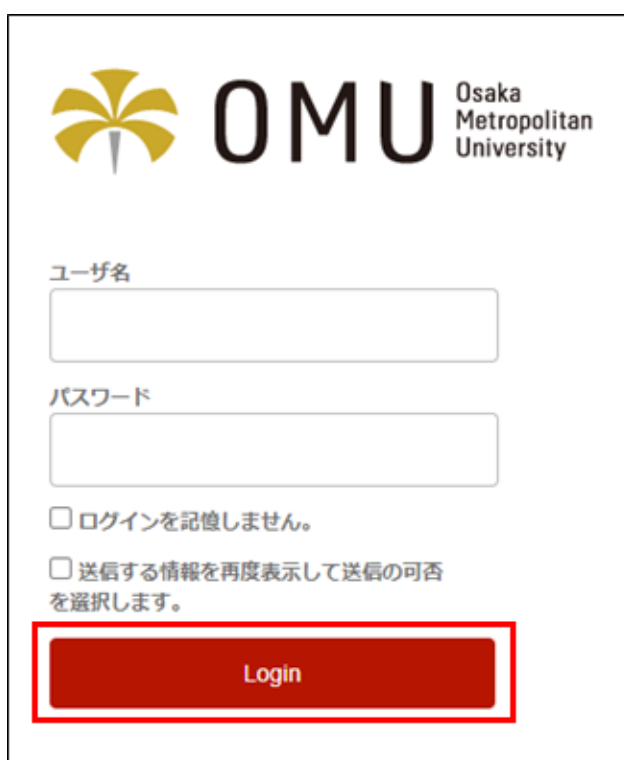 OMU
Osaka
Metropolitan
University
ユーザ名
パスワード
ログインを記憶しません。
送信する情報を再度表示して送信の可否
を選択します。
Login